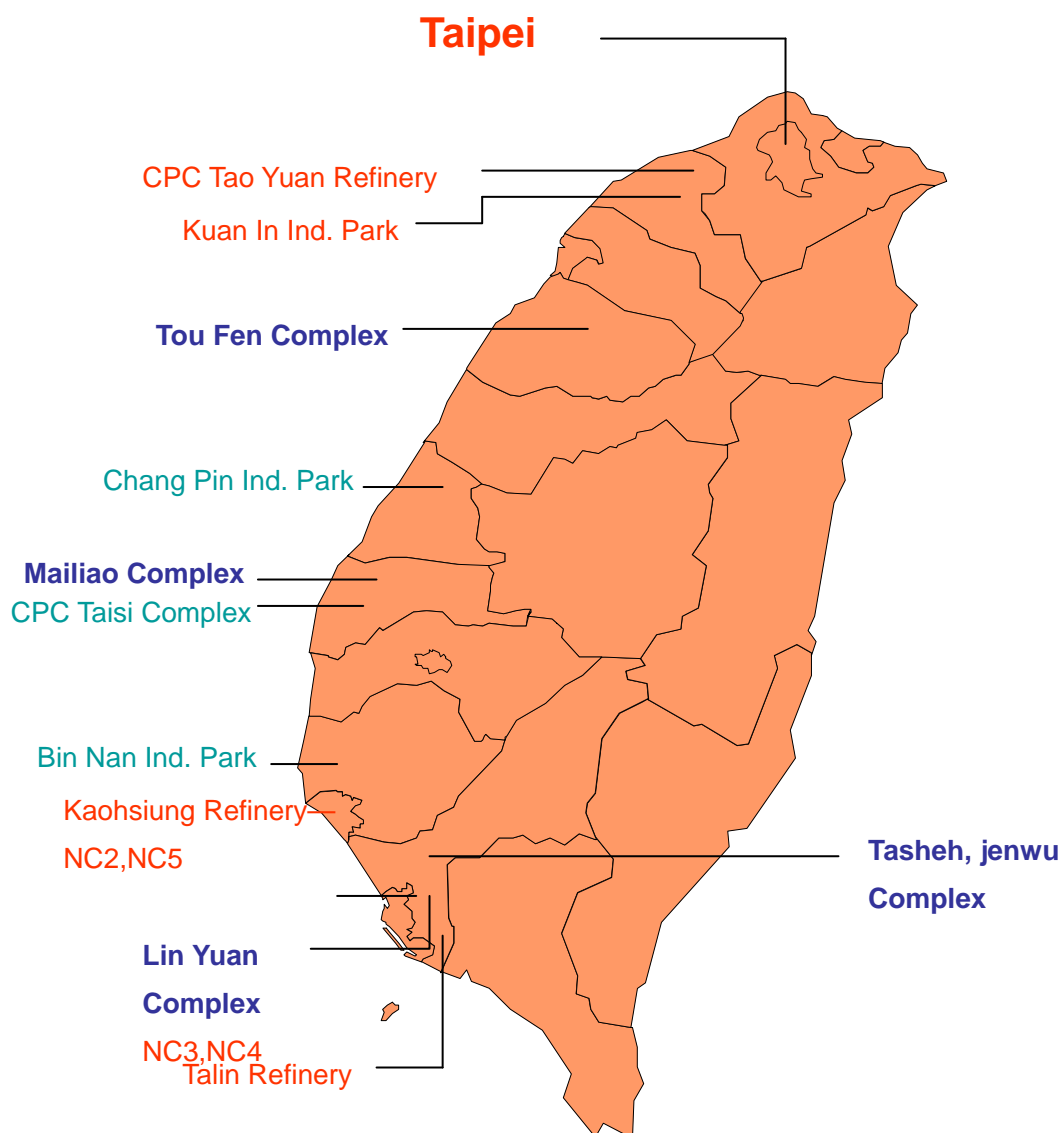 Taipei
CPC Tao Yuan Refinery
Kuan In Ind. Park
Tou Fen Complex
Chang Pin Ind. Park
Mailiao Complex
CPC Taisi Complex
Bin Nan Ind. Park
Kaohsiung Refinery
NC2,NC5
Tasheh, jenwu
Complex
Lin Yuan
Complex
NC3,NC4
Talin Refinery